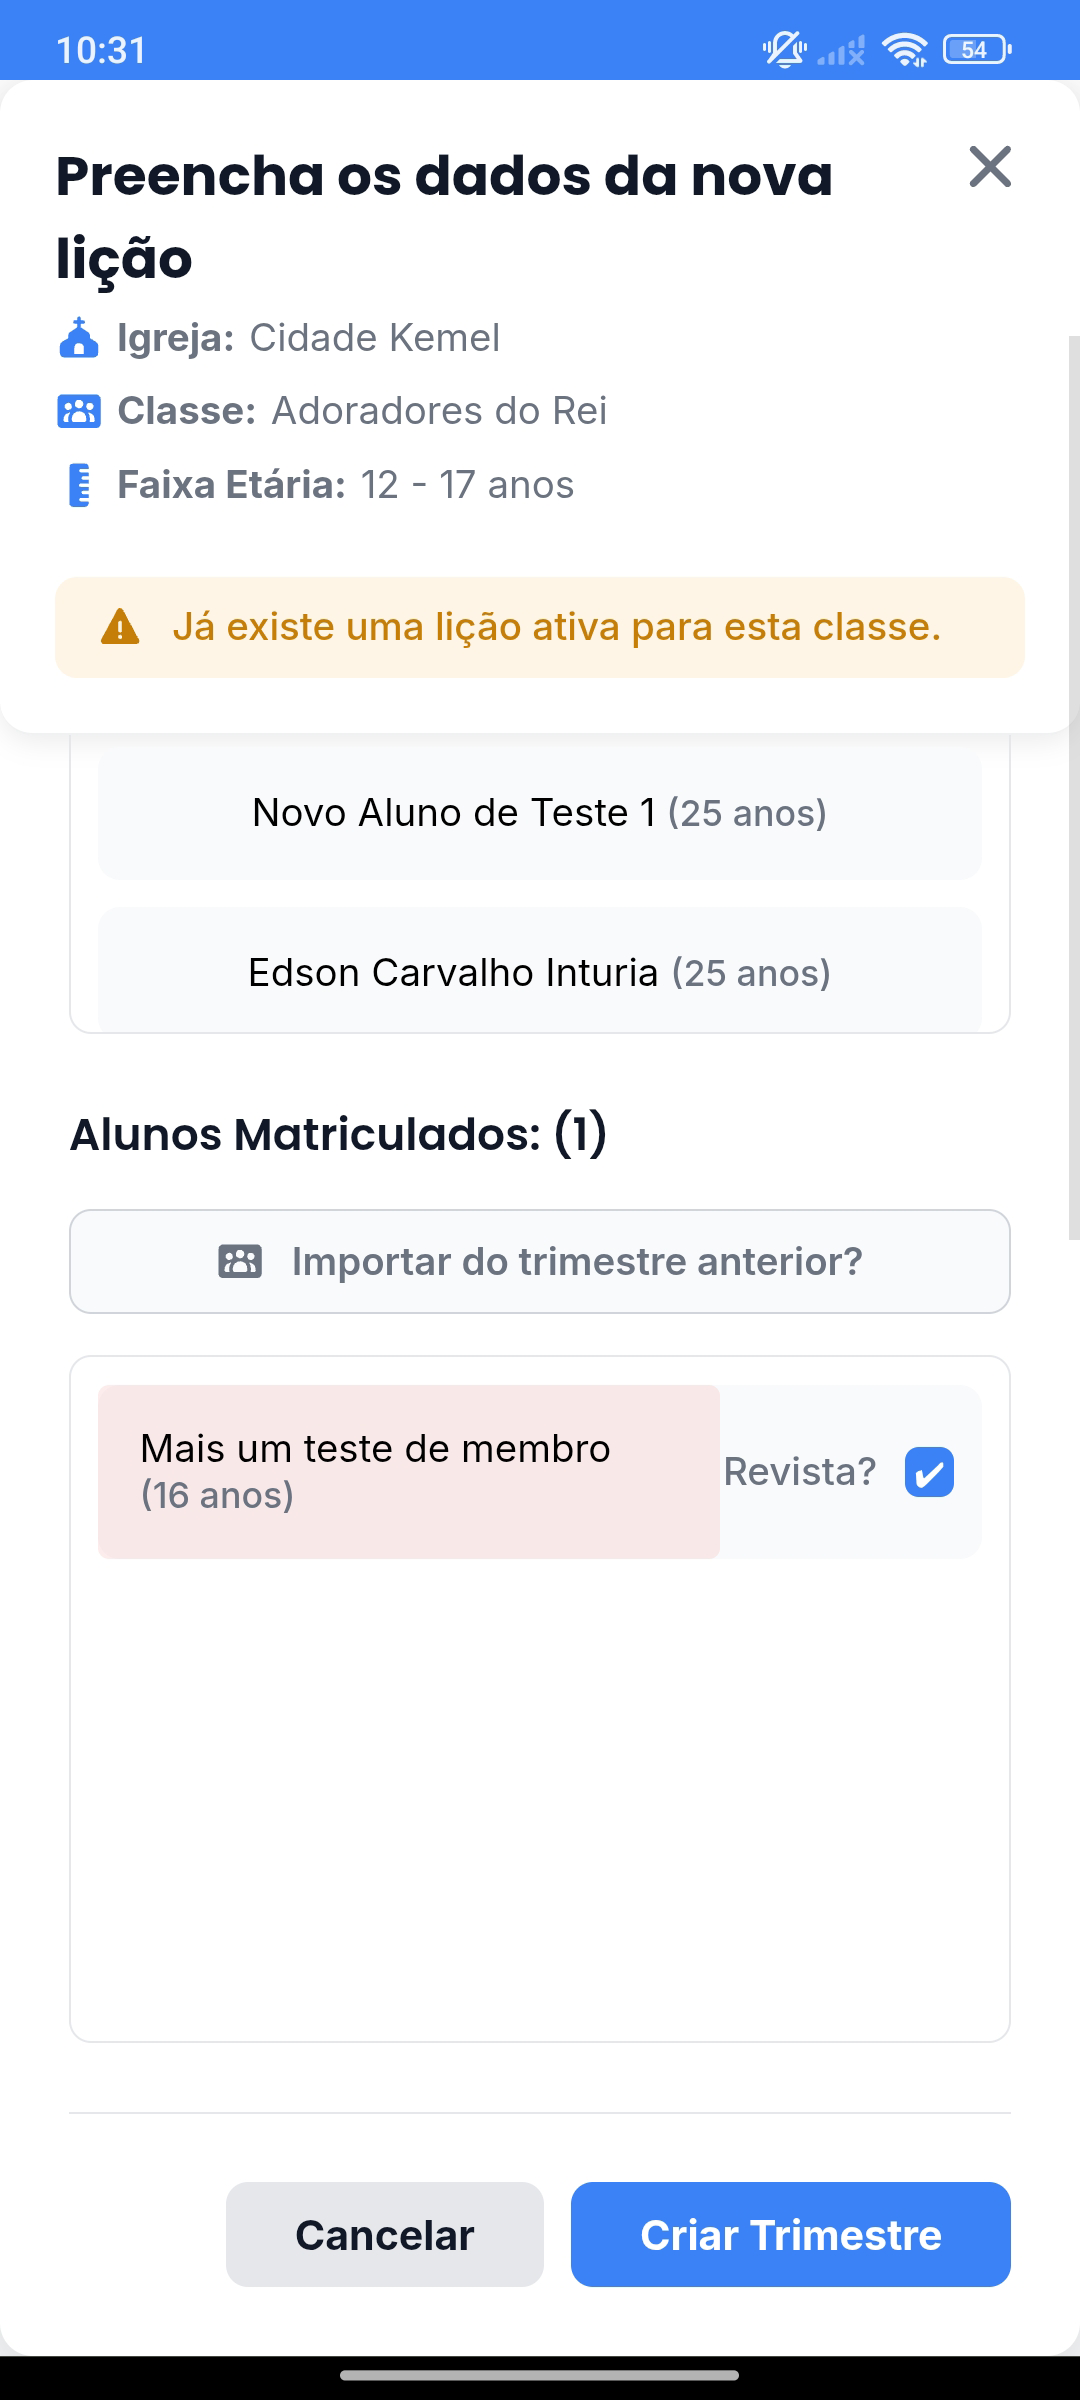 10:31
54
Preencha os dados da nova
lição
Igreja: Cidade Kemel
Classe: Adoradores do Rei
Faixa Etária: 12 - 17 anos
Já existe uma lição ativa para esta classe.
Novo Aluno de Teste 1 (25 anos)
Edson Carvalho Inturia (25 anos)
Alunos Matriculados: (1)
Importar do trimestre anterior?
Mais um teste de membro
(16 anos)
Revista?
Cancelar
Criar Trimestre